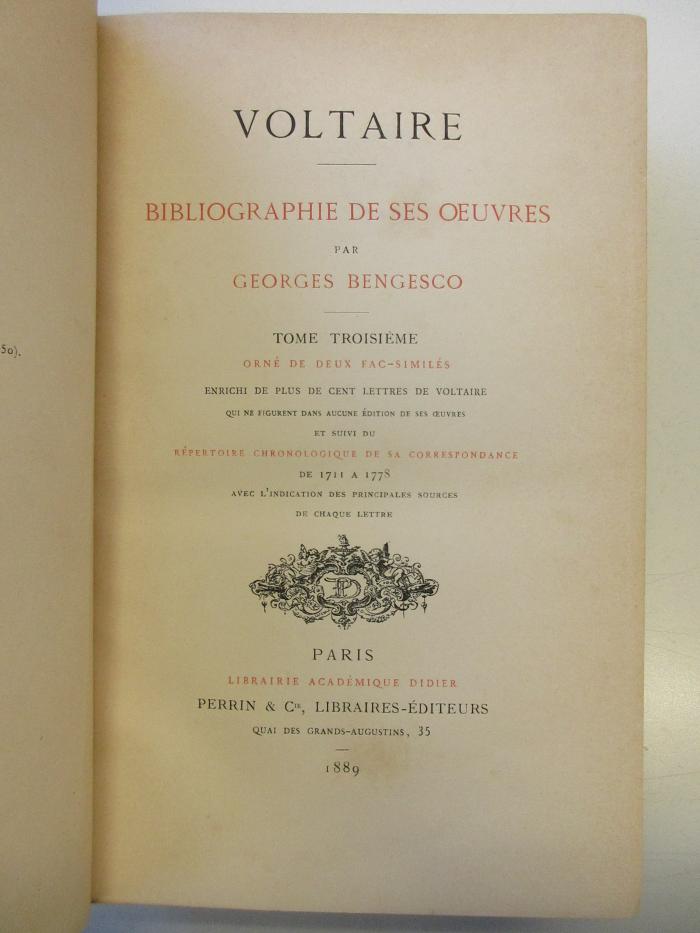 50).
VOLTAIRE
BIBLIOGRAPHIE DE SES ŒUVRES
PAR
GEORGES BENGESCO
TOME TROISIÈME
ORNÉ DE DEUX FAC-SIMILÉS
ENRICHI DE PLUS DE CENT LETTRES DE VOLTAIRE
QUI NE FIGURENT DANS AUCUNE ÉDITION DE SES ŒUVRES
ET SUIVI DU
RÉPERTOIRE CHRONOLOGIQUE DE SA CORRESPONDANCE
DE 1711 A 1778
AVEC L'INDICATION DES PRINCIPALES SOURCES
DE CHAQUE LETTRE
PARIS
LIBRAIRIE ACADÉMIQUE DIDIER
PERRIN & Cie, LIBRAIRES-ÉDITEURS
QUAI DES GRANDS-AUGUSTINS, 35
1889